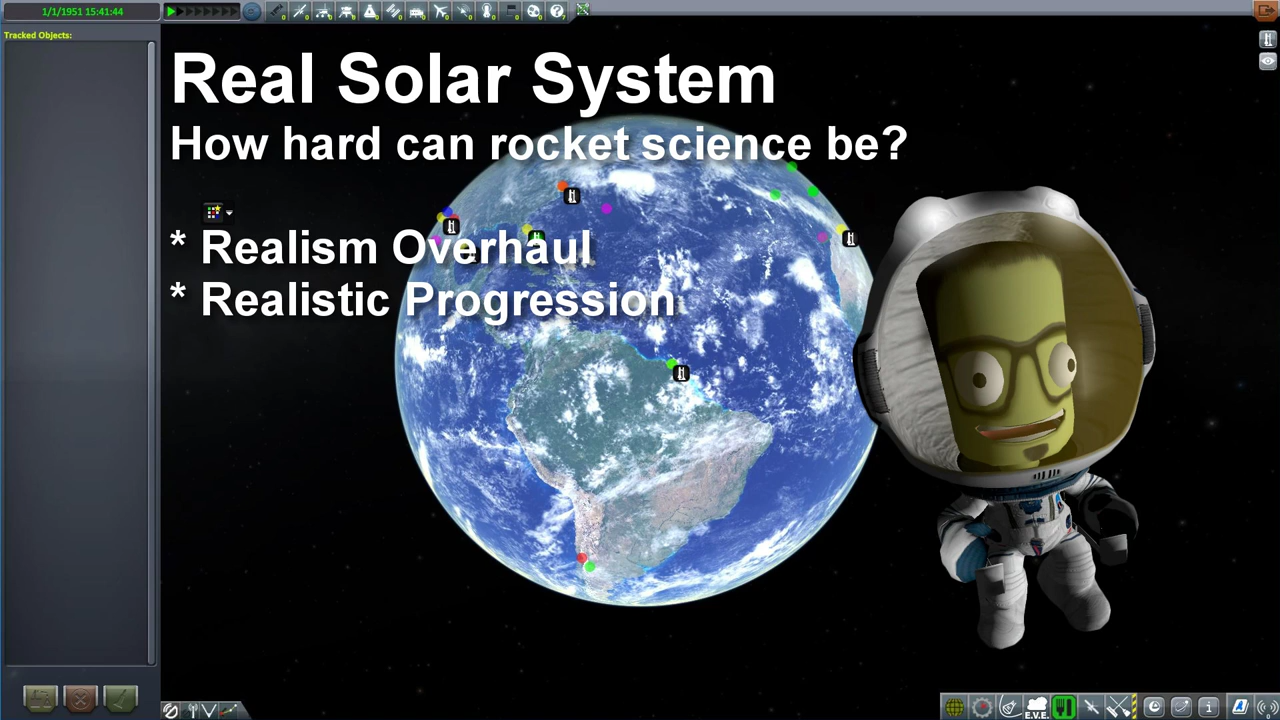 1/1/1951 15:41:44
Tracked Objects:
Real Solar System
How hard can rocket science be?
* Realism Overhaul
* Realistic Progression
E.V.E.